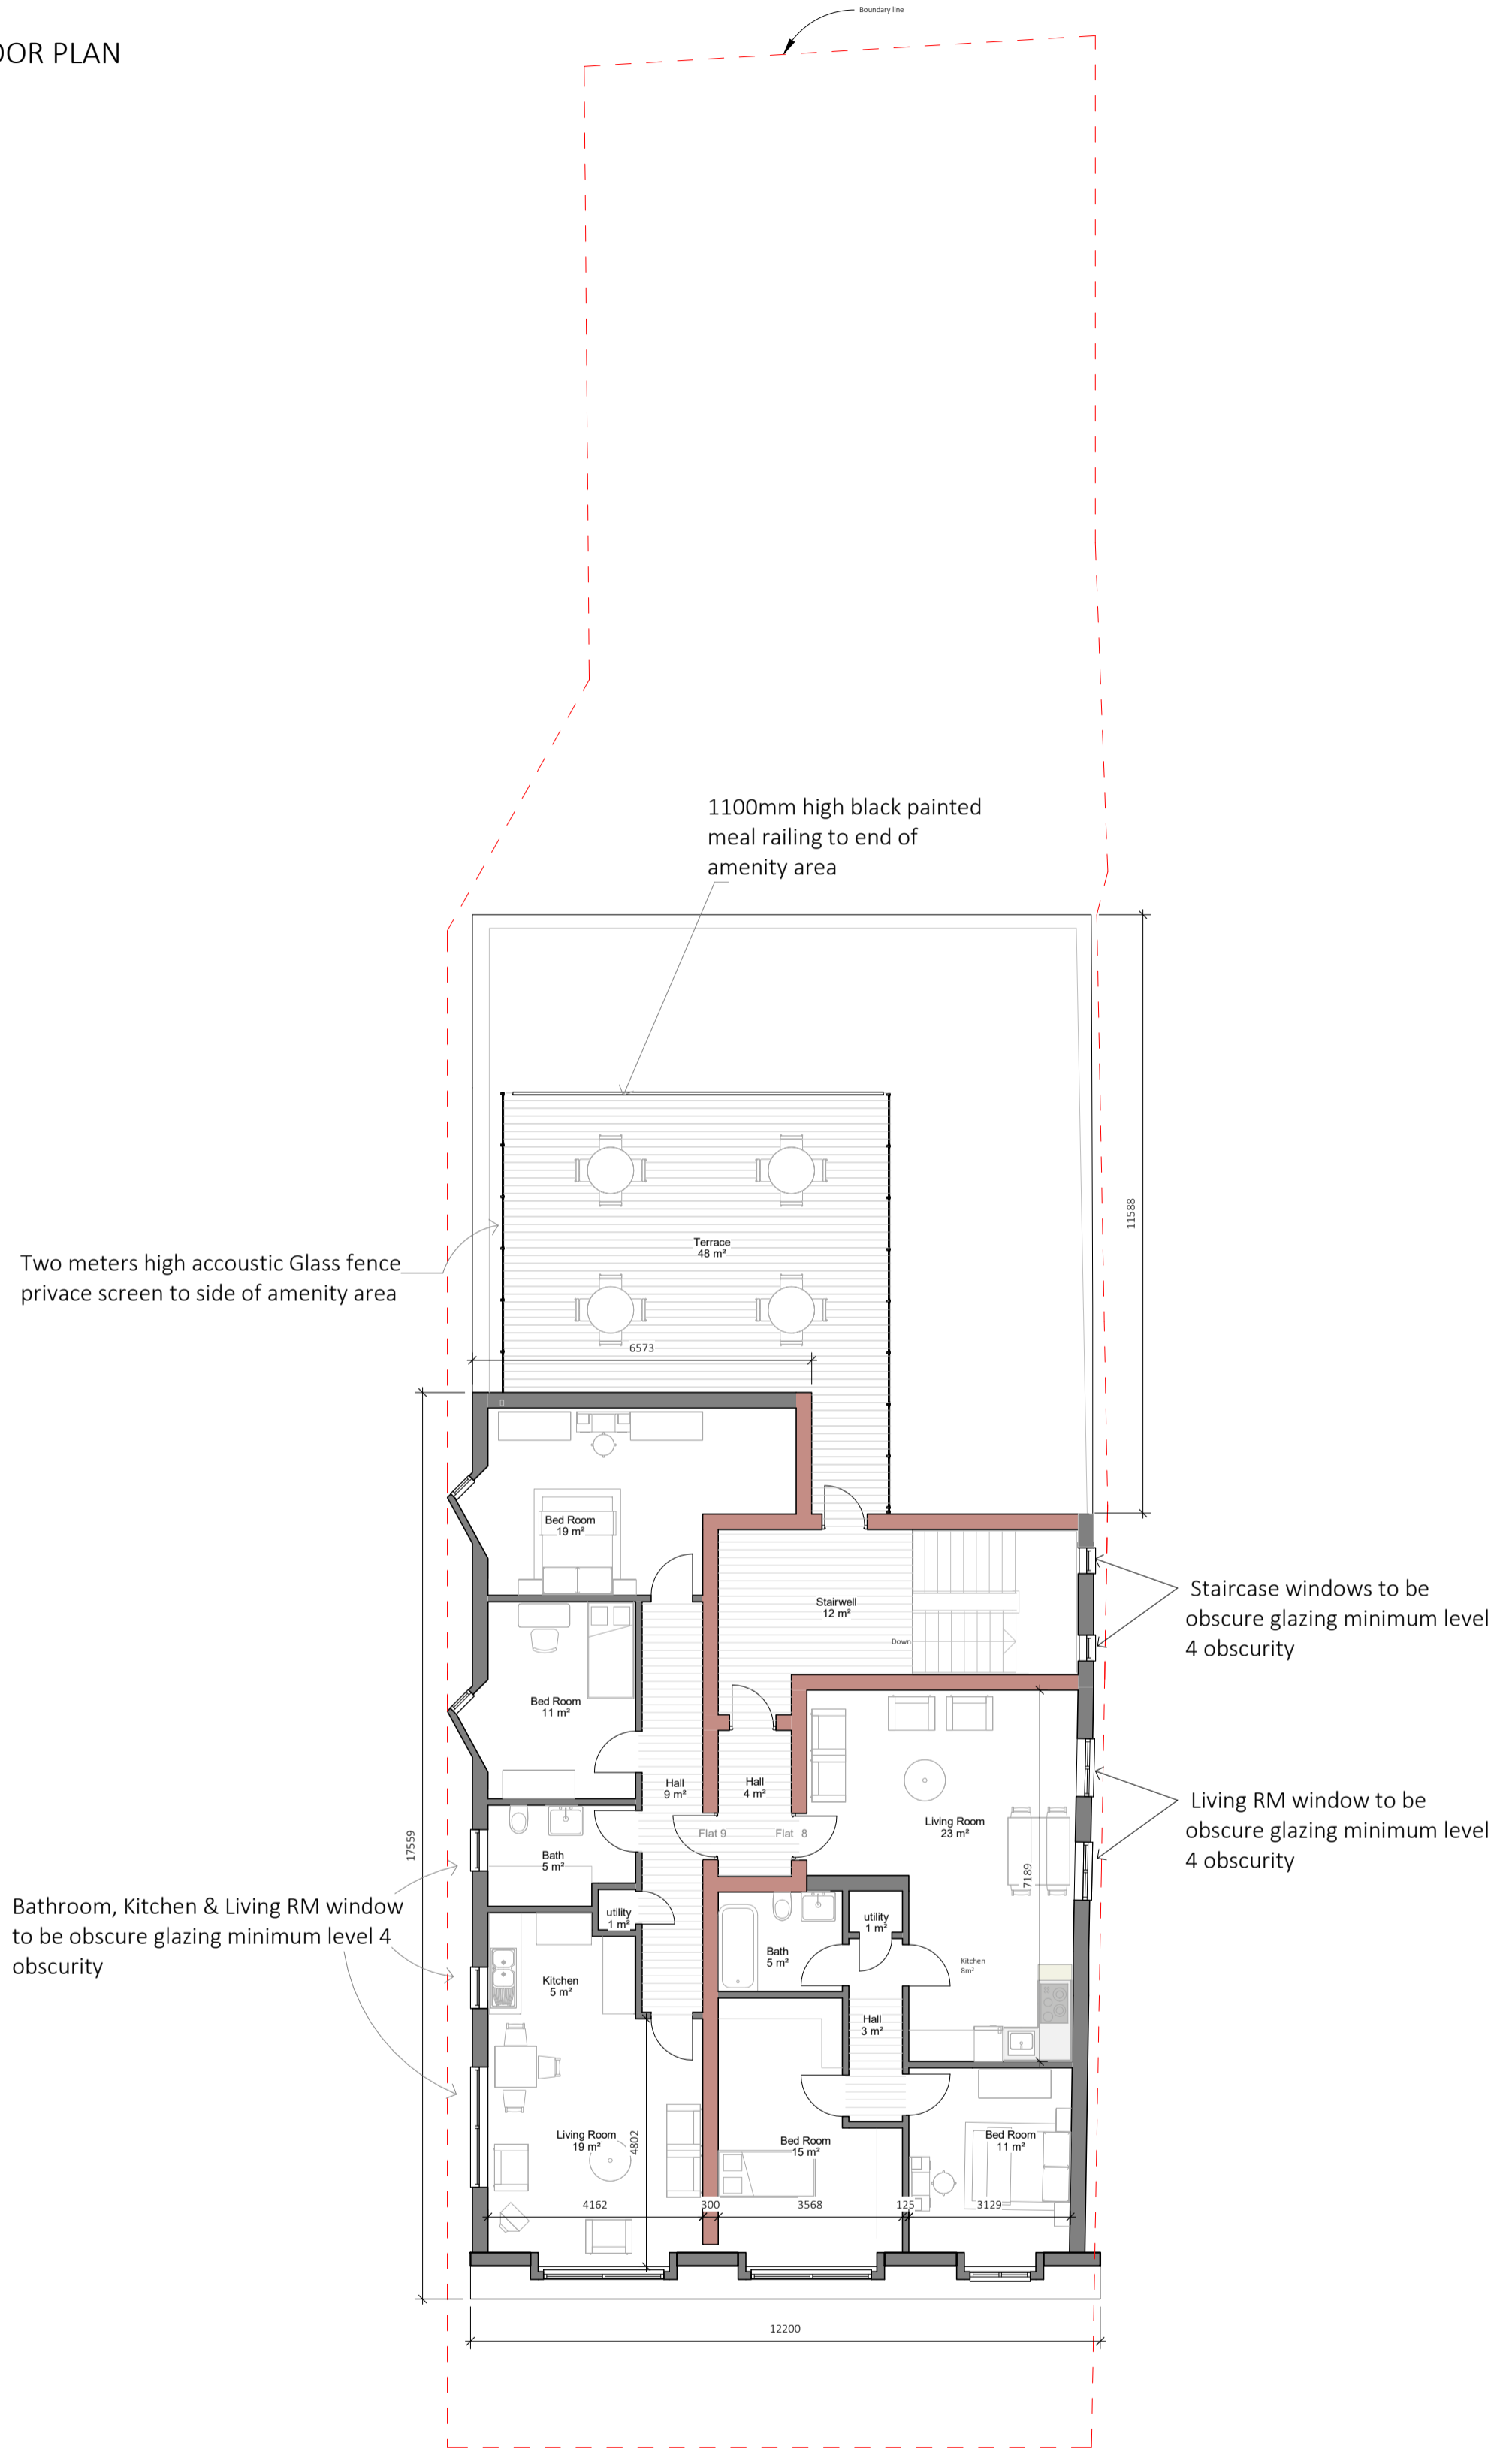 Boundary line
OOR PLAN
1100mm high black painted
meal railing to end of
amenity area
11588
Terrace
48 m²
Two meters high accoustic Glass fence
privace screen to side of amenity area
6573
Bed Room
19 m²
Stairwell
12 m²
Down
Staircase windows to be
obscure glazing minimum level
4 obscurity
Bed Room
11 m²
Hall
9 m²
Hall
4 m²
Living Room
23 m²
Living RM window to be
obscure glazing minimum level
4 obscurity
Flat 9
Flat 8
17559
Bath
5 m²
7189
Bathroom, Kitchen & Living RM window
to be obscure glazing minimum level 4
obscurity
utility
1 m²
utility
1 m²
Bath
5 m²
Kitchen
8m²
Kitchen
5 m²
Hall
3 m²
Living Room
19 m²
4802
Bed Room
15 m²
Bed Room
11 m²
4162
300
3568
125
3129
12200